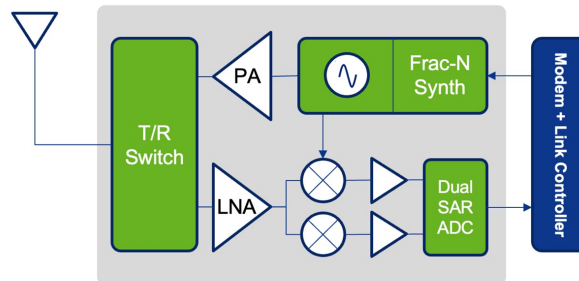 PA
Frac-N
Synth
T/R
Switch
LNA
Dual
SAR
ADC
Modem + Link Controller